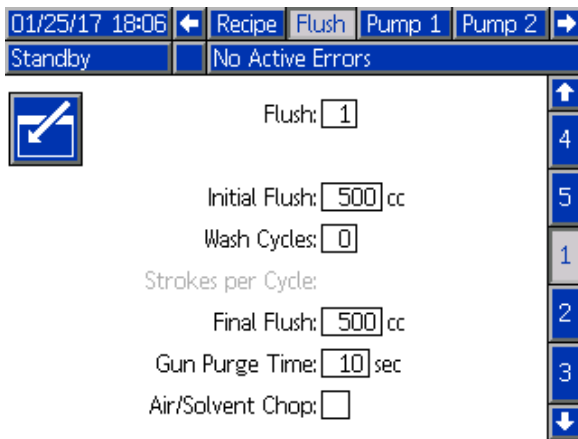 01/25/17 18:06 Recipe Flush Pump 1 Pump 2
Standby No Active Errors
Flush: 1
4
Initial Flush: 500 cc
5
Wash Cycles: 0
1
Strokes per Cycle:
Final Flush: 500 cc
2
Gun Purge Time: 10 sec
3
Air/Solvent Chop: